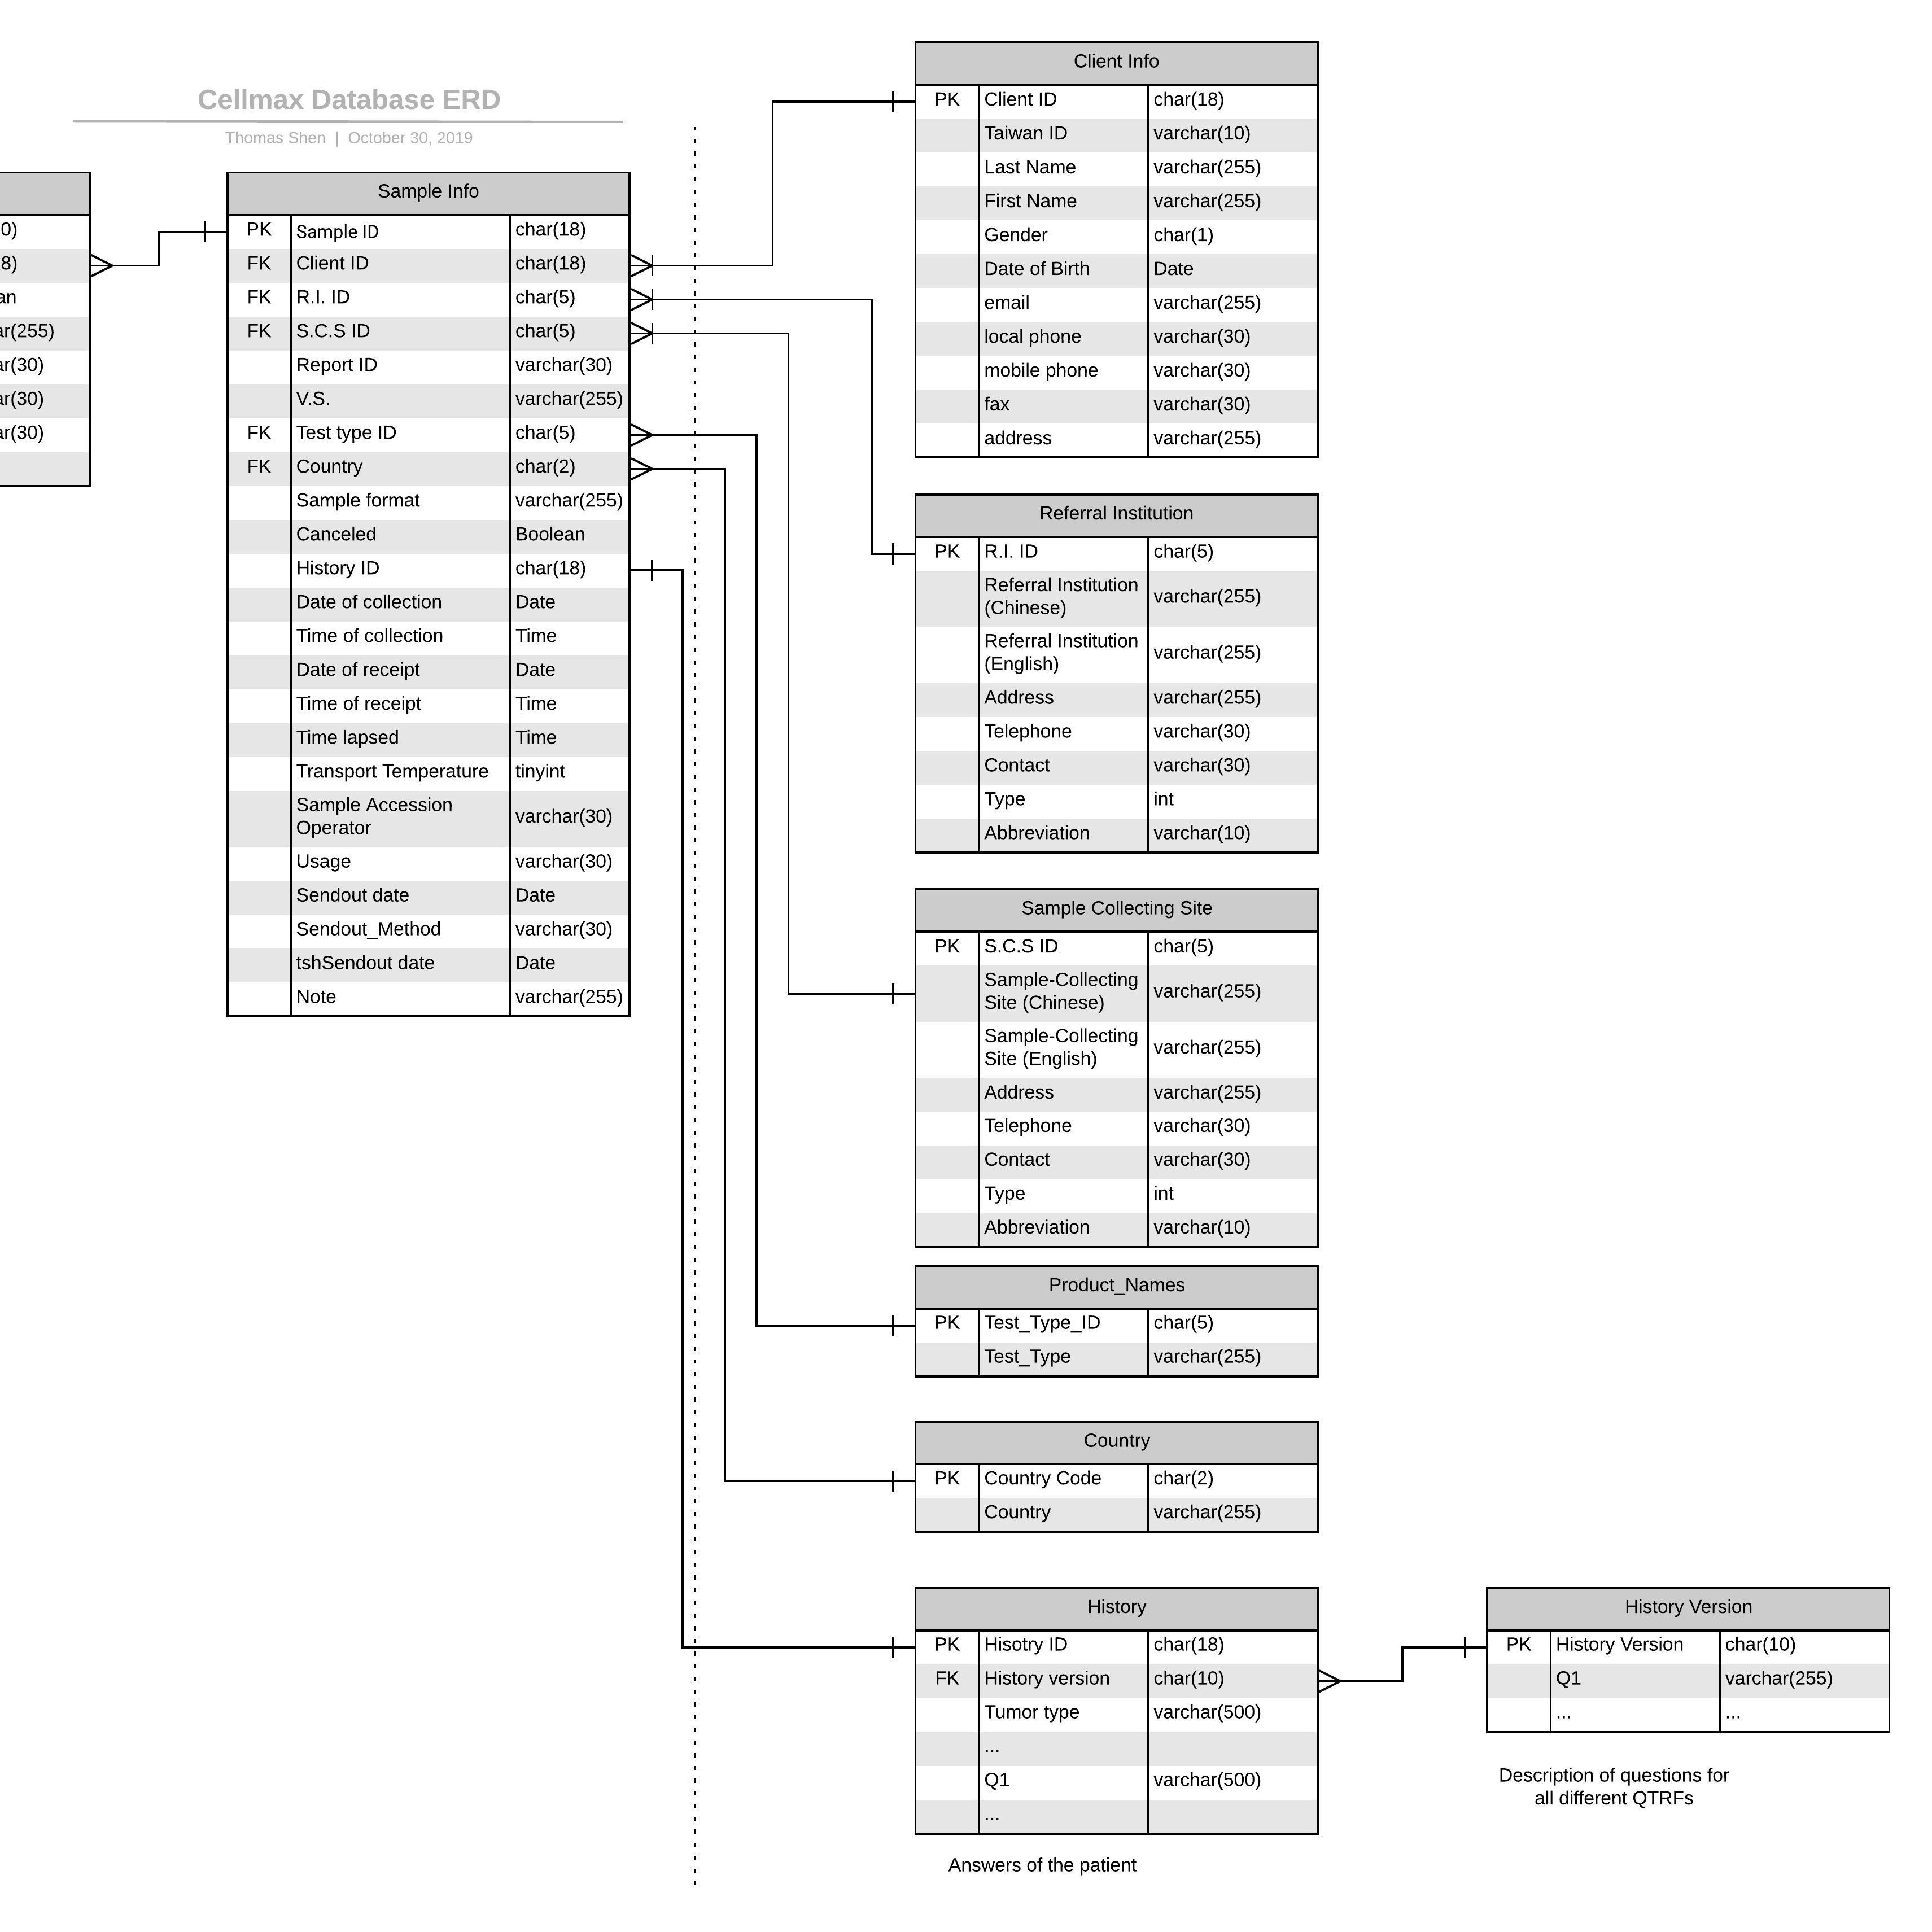 Cellmax Database ERD
Thomas Shen | October 30, 2019
0)
8)
an
ar(255)
ar(30)
ar(30)
ar(30)
Sample Info
PK Sample ID char(18)
FK Client ID char(18)
FK R.I. ID char(5)
FK S.C.S ID char(5)
Report ID varchar(30)
V.S. varchar(255)
FK Test type ID char(5)
FK Country char(2)
Sample format varchar(255)
Canceled Boolean
History ID char(18)
Date of collection Date
Time of collection Time
Date of receipt Date
Time of receipt Time
Time lapsed Time
Transport Temperature tinyint
Sample Accession
Operator varchar(30)
Usage varchar(30)
Sendout date Date
Sendout_Method varchar(30)
tshSendout date Date
Note varchar(255)
Client Info
PK Client ID char(18)
Taiwan ID varchar(10)
Last Name varchar(255)
First Name varchar(255)
Gender char(1)
Date of Birth Date
email varchar(255)
local phone varchar(30)
mobile phone varchar(30)
fax varchar(30)
address varchar(255)
Referral Institution
PK R.I. ID char(5)
Referral Institution
(Chinese) varchar(255)
Referral Institution
(English) varchar(255)
Address varchar(255)
Telephone varchar(30)
Contact varchar(30)
Type int
Abbreviation varchar(10)
Sample Collecting Site
PK S.C.S ID char(5)
Sample-Collecting
Site (Chinese) varchar(255)
Sample-Collecting
Site (English) varchar(255)
Address varchar(255)
Telephone varchar(30)
Contact varchar(30)
Type int
Abbreviation varchar(10)
Product_Names
PK Test_Type_ID char(5)
Test_Type varchar(255)
Country
PK Country Code char(2)
Country varchar(255)
History
PK Hisotry ID char(18)
FK History version char(10)
Tumor type varchar(500)
...
Q1 varchar(500)
...
Answers of the patient
History Version
PK History Version char(10)
Q1 varchar(255)
... ...
Description of questions for
all different QTRFs